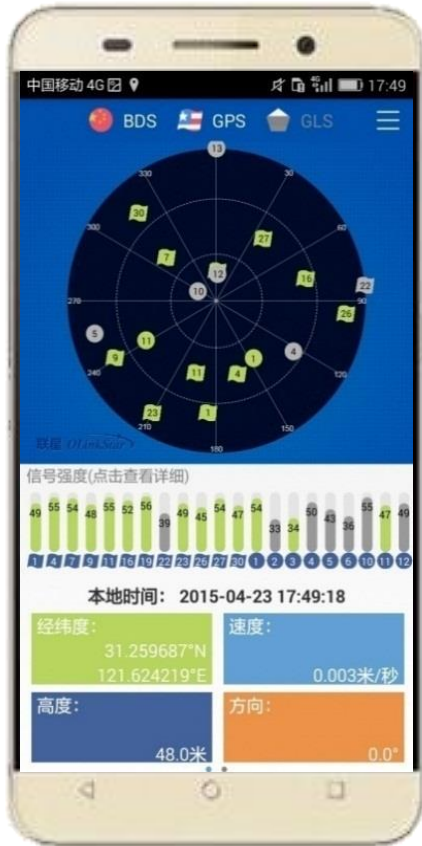 中国移动 4G 17:49
BDS GPS GLS
13
330 30
30
300 27 60
7
12 16 22
10
270 90
26
5 11
9 1 4
240 11 4 120
23 1
210 150
180
联星 OlinkStar
信号强度(点击查看详细)
49 55 54 48 55 52 56 39 49 45 54 47 54 33 34 50 43 36 55 47 49
1 4 7 9 11 16 19 22 23 26 27 30 1 2 3 4 5 6 10 11 12
本地时间: 2015-04-23 17:49:18
经纬度: 速度:
31.259687°N
121.624219°E 0.003米/秒
高度: 方向:
48.0米 0.0°